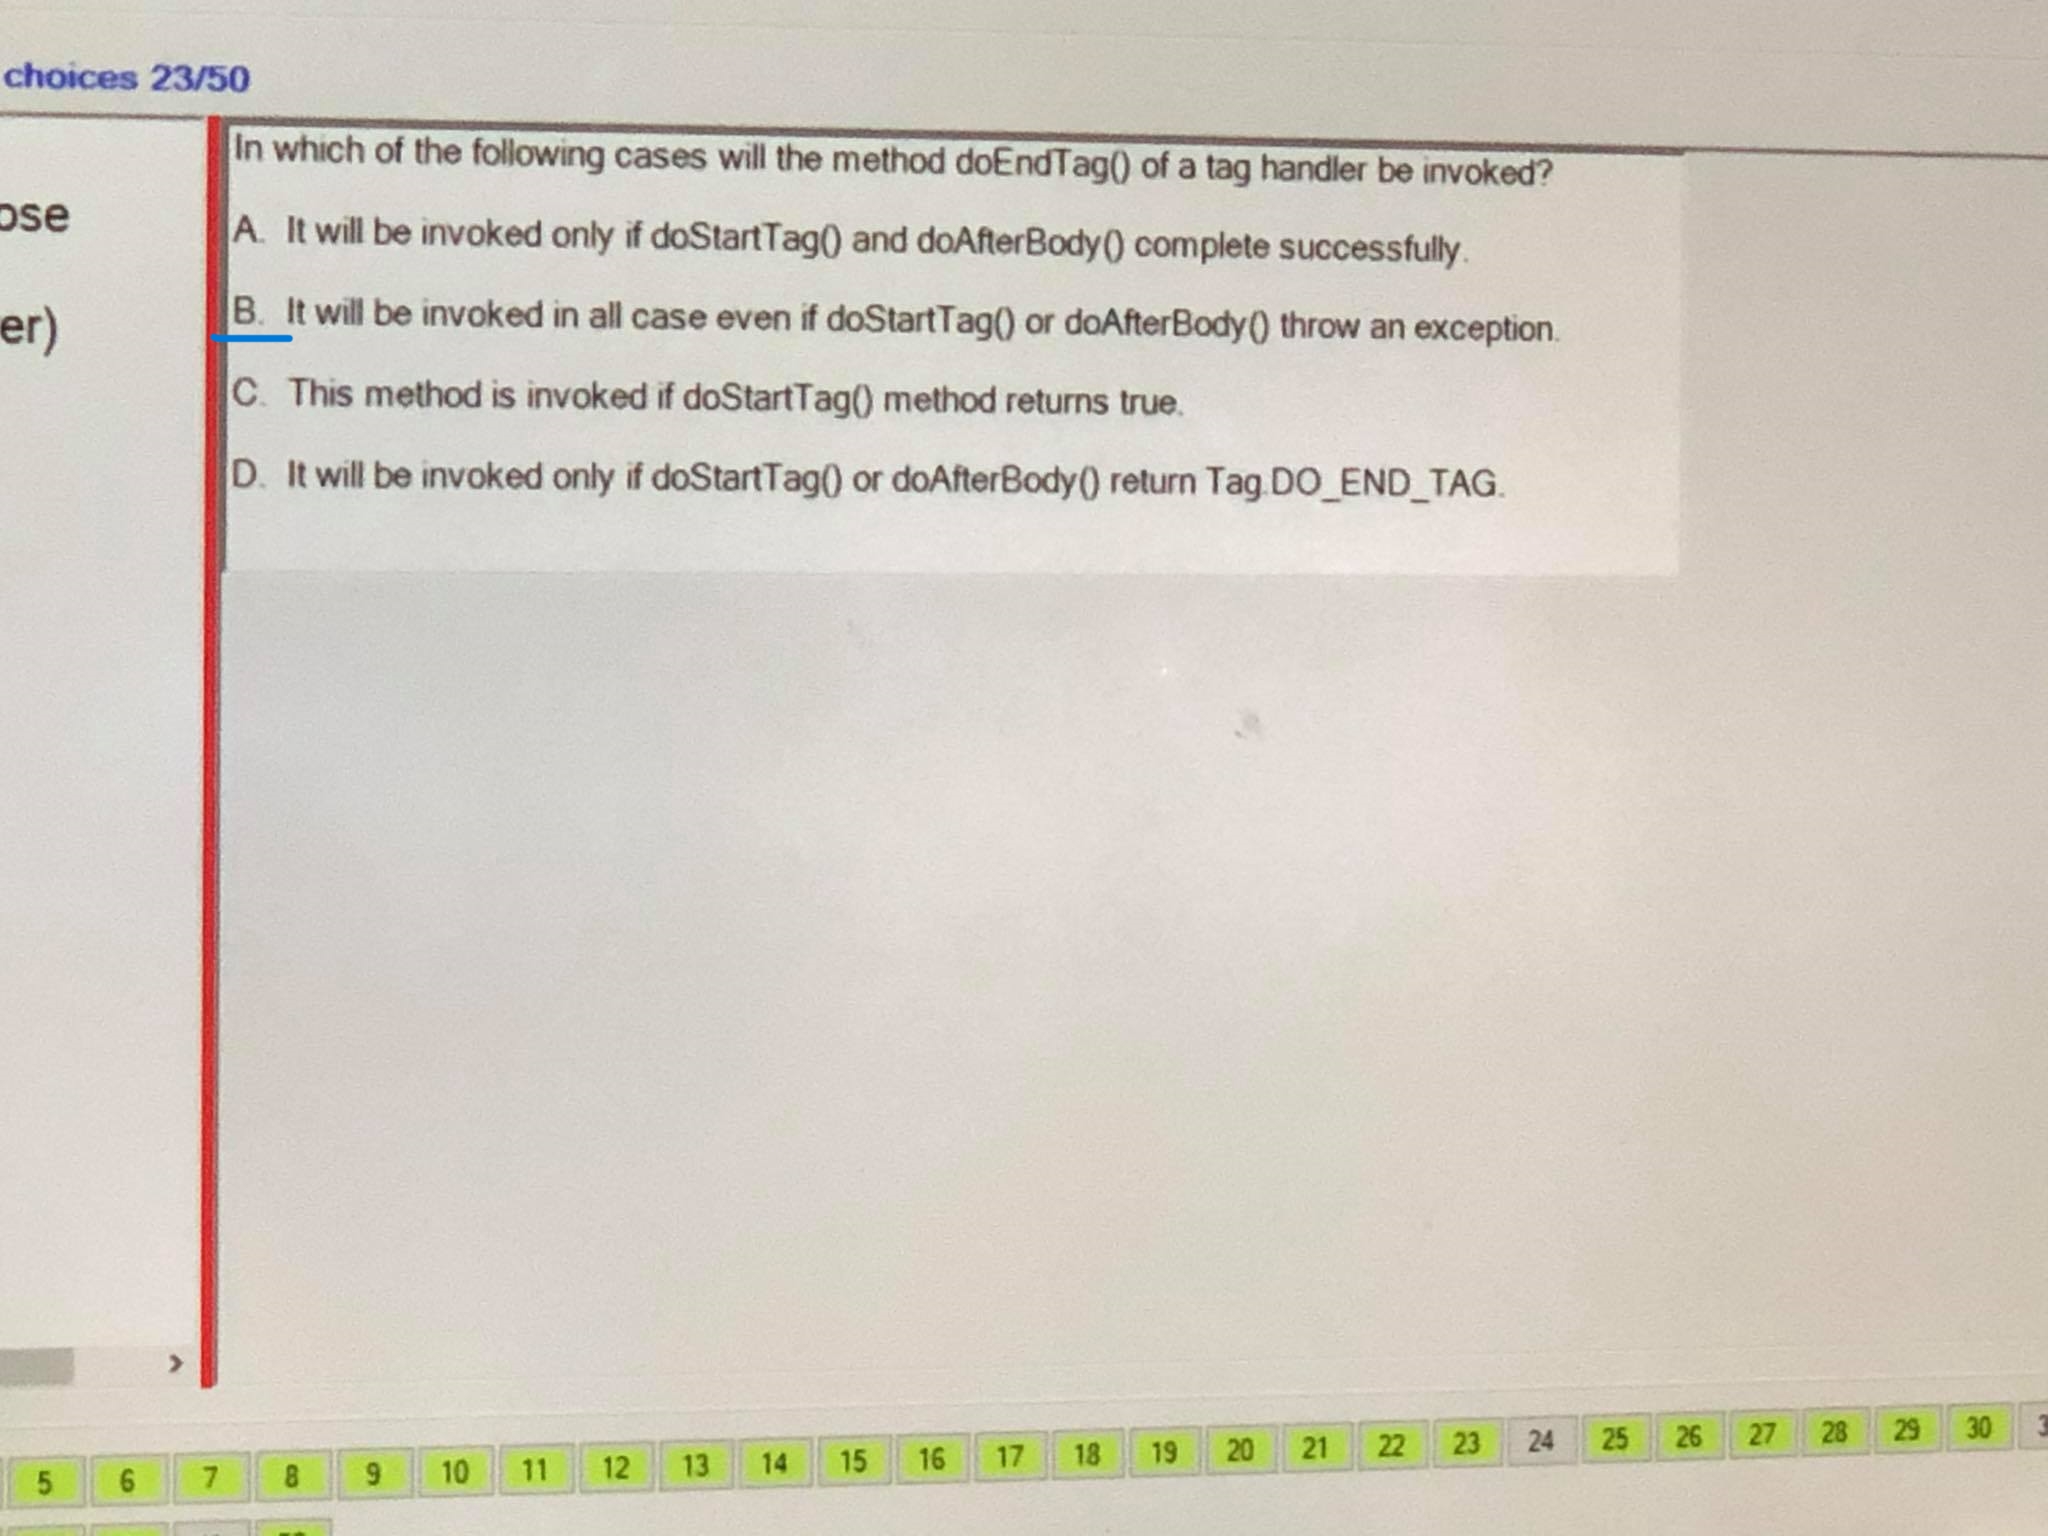 choices 23/50
In which of the following cases will the method doEndTag() of a tag handler be invoked?
A. It will be invoked only if doStartTag() and doAfterBody() complete successfully.
B. It will be invoked in all case even if doStartTag() or doAfterBody() throw an exception.
C. This method is invoked if doStartTag() method returns true.
D. It will be invoked only if doStartTag() or doAfterBody() return Tag.DO_END_TAG.
ose
er)
5 6 7 8 9 10 11 12 13 14 15 16 17 18 19 20 21 22 23 24 25 26 27 28 29 30